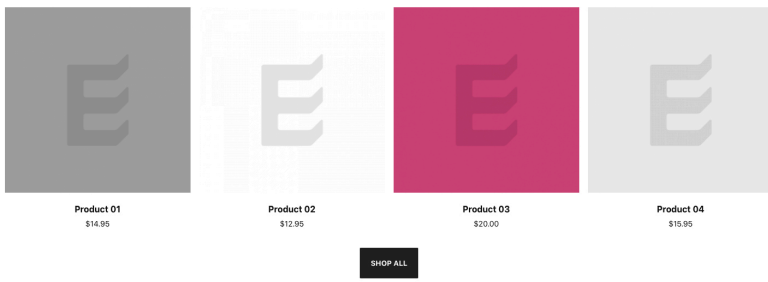 Product 01
$14.95
Product 02
$12.95
Product 03
$20.00
Product 04
$15.95
SHOP ALL